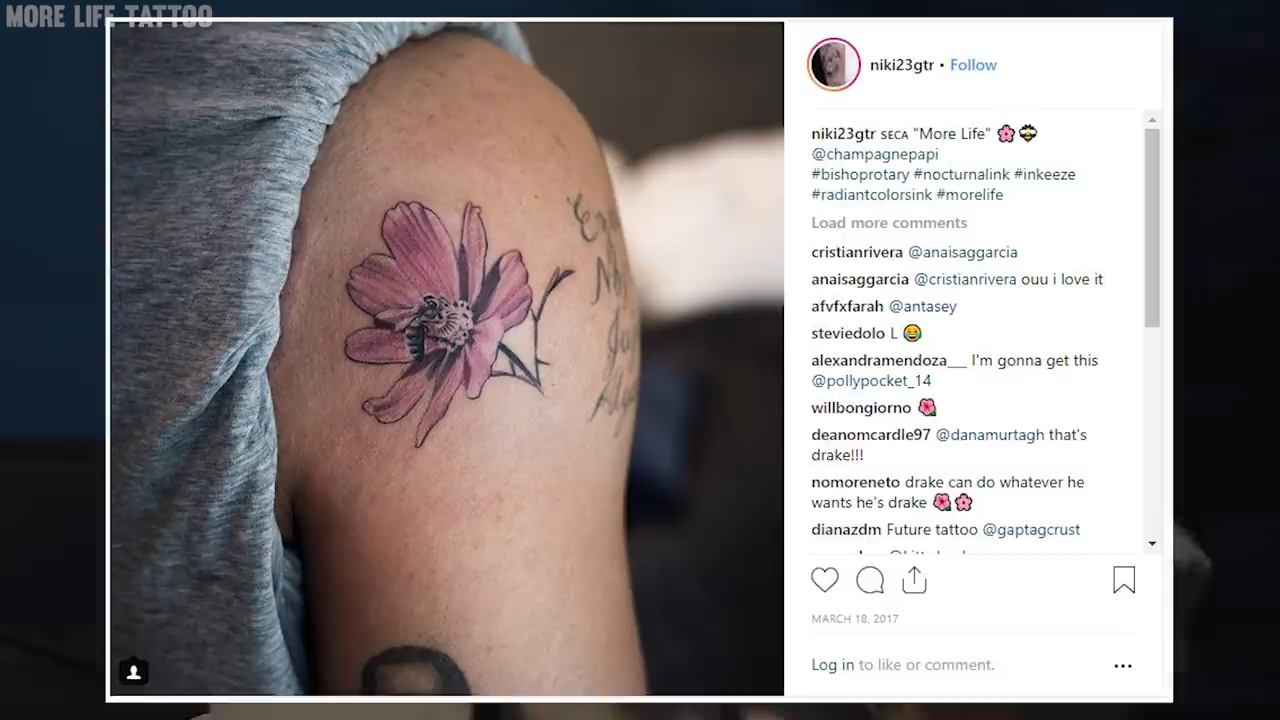 MORE LIFE TATTOO
niki23gtr • Follow
niki23gtr SECA "More Life" 🌸🐝
@champagnepapi
#bishoprotary #nocturnalink #inkeeze
#radiantcolorsink #morelife
Load more comments
cristianrivera @anaisaggarcia
anaisaggarcia @cristianrivera ouu i love it
afvfxfarah @antasey
steviedolo L 😂
alexandramendoza___ I'm gonna get this
@pollypocket_14
willbongiorno 🌺
deanomcardle97 @danamurtagh that's
drake!!!
nomoreneto drake can do whatever he
wants he's drake 🌺🌸
dianazdm Future tattoo @gaptagcrust
MARCH 18, 2017
Log in to like or comment.